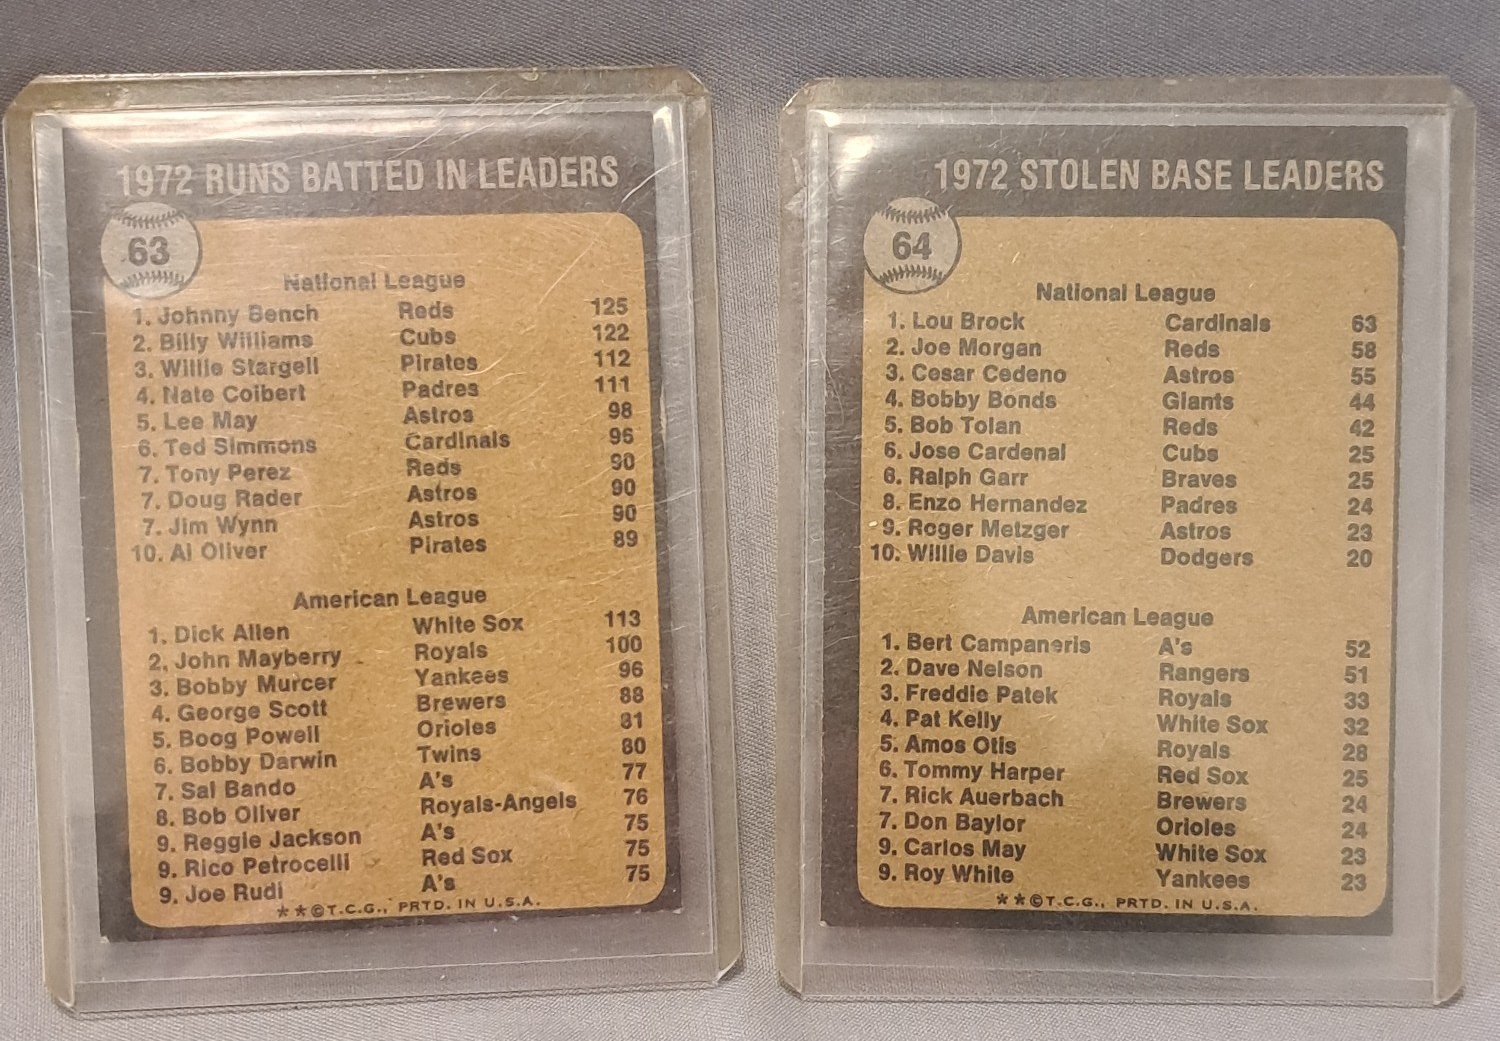 1972 RUNS BATTED IN LEADERS
63
National League
1. Johnny Bench Reds 125
2. Billy Williams Cubs 122
3. Willie Stargell Pirates 112
4. Nate Colbert Padres 111
5. Lee May Astros 98
6. Ted Simmons Cardinals 96
7. Tony Perez Reds 90
7. Doug Rader Astros 90
7. Jim Wynn Astros 90
10. Al Oliver Pirates 89
American League
1. Dick Allen White Sox 113
2. John Mayberry Royals 100
3. Bobby Murcer Yankees 96
4. George Scott Brewers 88
5. Boog Powell Orioles 81
6. Bobby Darwin Twins 80
7. Sal Bando A's 77
8. Bob Oliver Royals-Angels 76
9. Reggie Jackson A's 75
9. Rico Petrocelli Red Sox 75
9. Joe Rudi A's 75
**©T.C.G., PRTD. IN U.S.A.
1972 STOLEN BASE LEADERS
64
National League
1. Lou Brock Cardinals 63
2. Joe Morgan Reds 58
3. Cesar Cedeno Astros 55
4. Bobby Bonds Giants 44
5. Bob Tolan Reds 42
6. Jose Cardenal Cubs 25
6. Ralph Garr Braves 25
8. Enzo Hernandez Padres 24
9. Roger Metzger Astros 23
10. Willie Davis Dodgers 20
American League
1. Bert Campaneris A's 52
2. Dave Nelson Rangers 51
3. Freddie Patek Royals 33
4. Pat Kelly White Sox 32
5. Amos Otis Royals 28
6. Tommy Harper Red Sox 25
7. Rick Auerbach Brewers 24
7. Don Baylor Orioles 24
9. Carlos May White Sox 23
9. Roy White Yankees 23
**©T.C.G., PRTD. IN U.S.A.